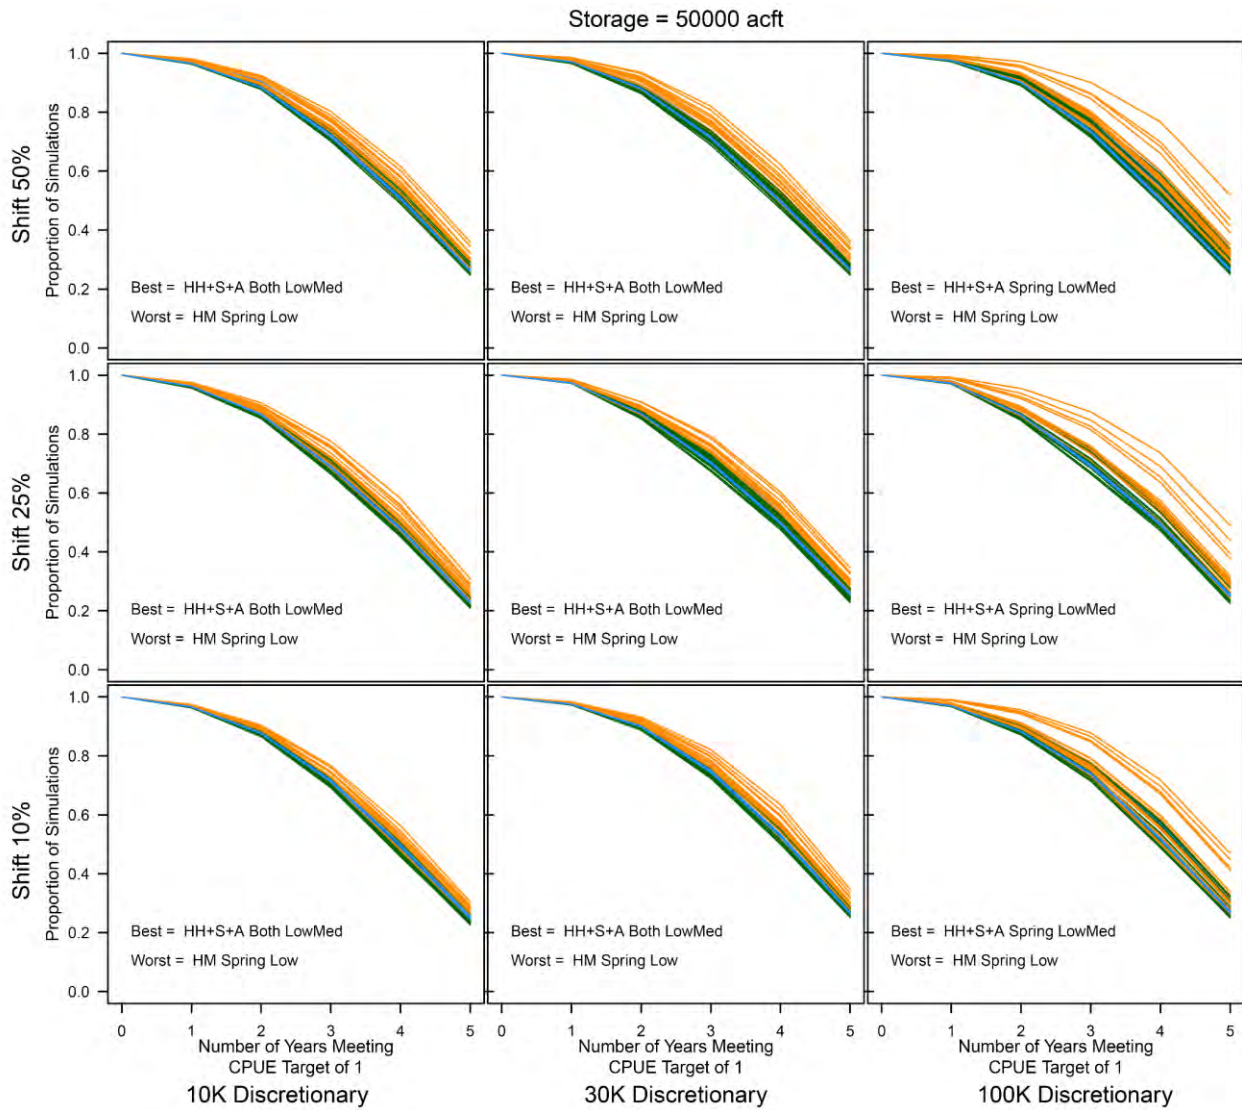 Storage = 50000 acft
Shift 50%
Proportion of Simulations
1.0
0.8
0.6
0.4
0.2
0.0
Best = HH+S+A Both LowMed
Worst = HM Spring Low
Best = HH+S+A Both LowMed
Worst = HM Spring Low
Best = HH+S+A Spring LowMed
Worst = HM Spring Low
Shift 25%
Proportion of Simulations
1.0
0.8
0.6
0.4
0.2
0.0
Best = HH+S+A Both LowMed
Worst = HM Spring Low
Best = HH+S+A Both LowMed
Worst = HM Spring Low
Best = HH+S+A Spring LowMed
Worst = HM Spring Low
Shift 10%
Proportion of Simulations
1.0
0.8
0.6
0.4
0.2
0.0
Best = HH+S+A Both LowMed
Worst = HM Spring Low
Best = HH+S+A Both LowMed
Worst = HM Spring Low
Best = HH+S+A Spring LowMed
Worst = HM Spring Low
0 1 2 3 4 5
Number of Years Meeting
CPUE Target of 1
10K Discretionary
0 1 2 3 4 5
Number of Years Meeting
CPUE Target of 1
30K Discretionary
0 1 2 3 4 5
Number of Years Meeting
CPUE Target of 1
100K Discretionary